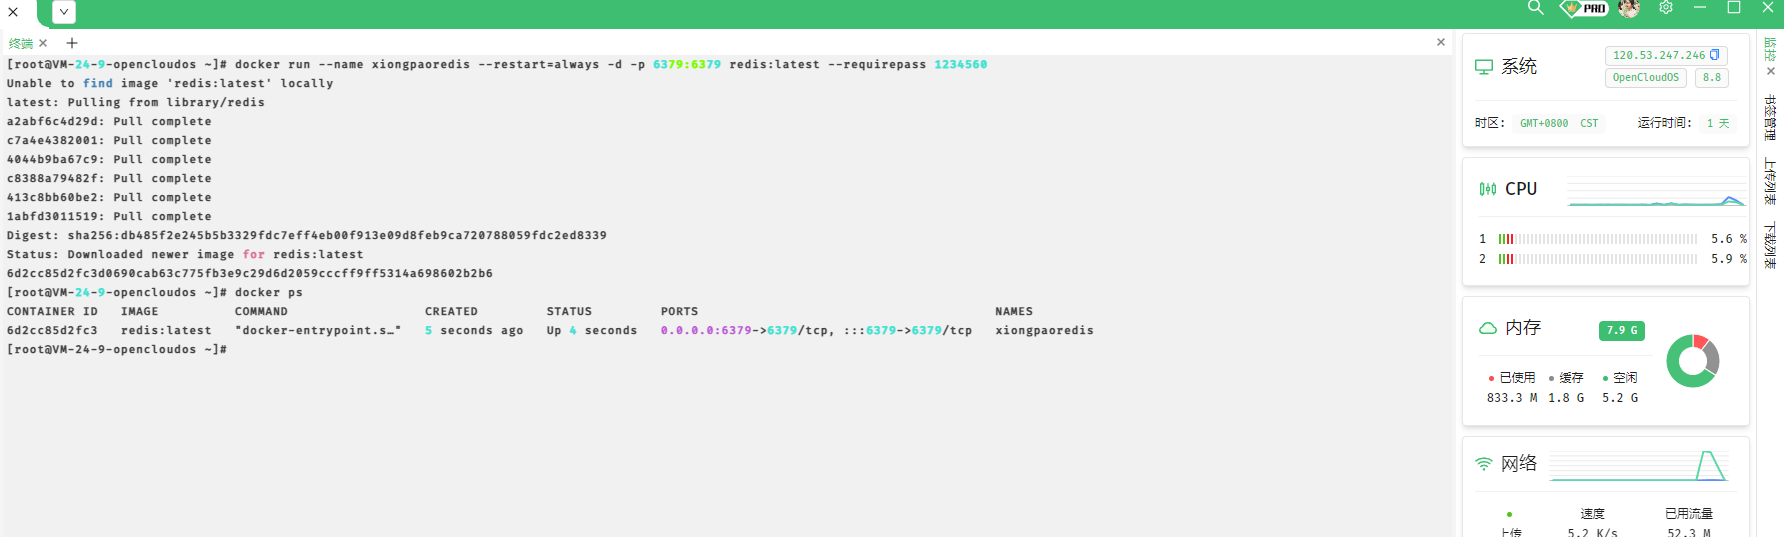 PRO
终端
[root@VM-24-9-opencloudos ~]# docker run --name xiongpaoredis --restart=always -d -p 6379:6379 redis:latest --requirepass 1234560
Unable to find image 'redis:latest' locally
latest: Pulling from library/redis
a2abf6c4d29d: Pull complete
c7a4e4382001: Pull complete
4044b9ba67c9: Pull complete
c8388a79482f: Pull complete
413c8bb60be2: Pull complete
1abfd3011519: Pull complete
Digest: sha256:db485f2e245b5b3329fdc7eff4eb00f913e09d8feb9ca720788059fdc2ed8339
Status: Downloaded newer image for redis:latest
6d2cc85d2fc3d0690cab63c775fb3e9c29d6d2059cccff9ff5314a698602b2b6
[root@VM-24-9-opencloudos ~]# docker ps
CONTAINER ID IMAGE COMMAND CREATED STATUS PORTS NAMES
6d2cc85d2fc3 redis:latest "docker-entrypoint.s…" 5 seconds ago Up 4 seconds 0.0.0.0:6379->6379/tcp, :::6379->6379/tcp xiongpaoredis
[root@VM-24-9-opencloudos ~]#
系统
120.53.247.246
OpenCloudOS 8.8
时区: GMT+0800 CST 运行时间: 1 天
CPU
1 5.6 %
2 5.9 %
内存 7.9 G
已使用 缓存 空闲
833.3 M 1.8 G 5.2 G
网络
速度 已用流量
上传 5.2 K/s 52.3 M
监控
书签管理
上传列表
下载列表